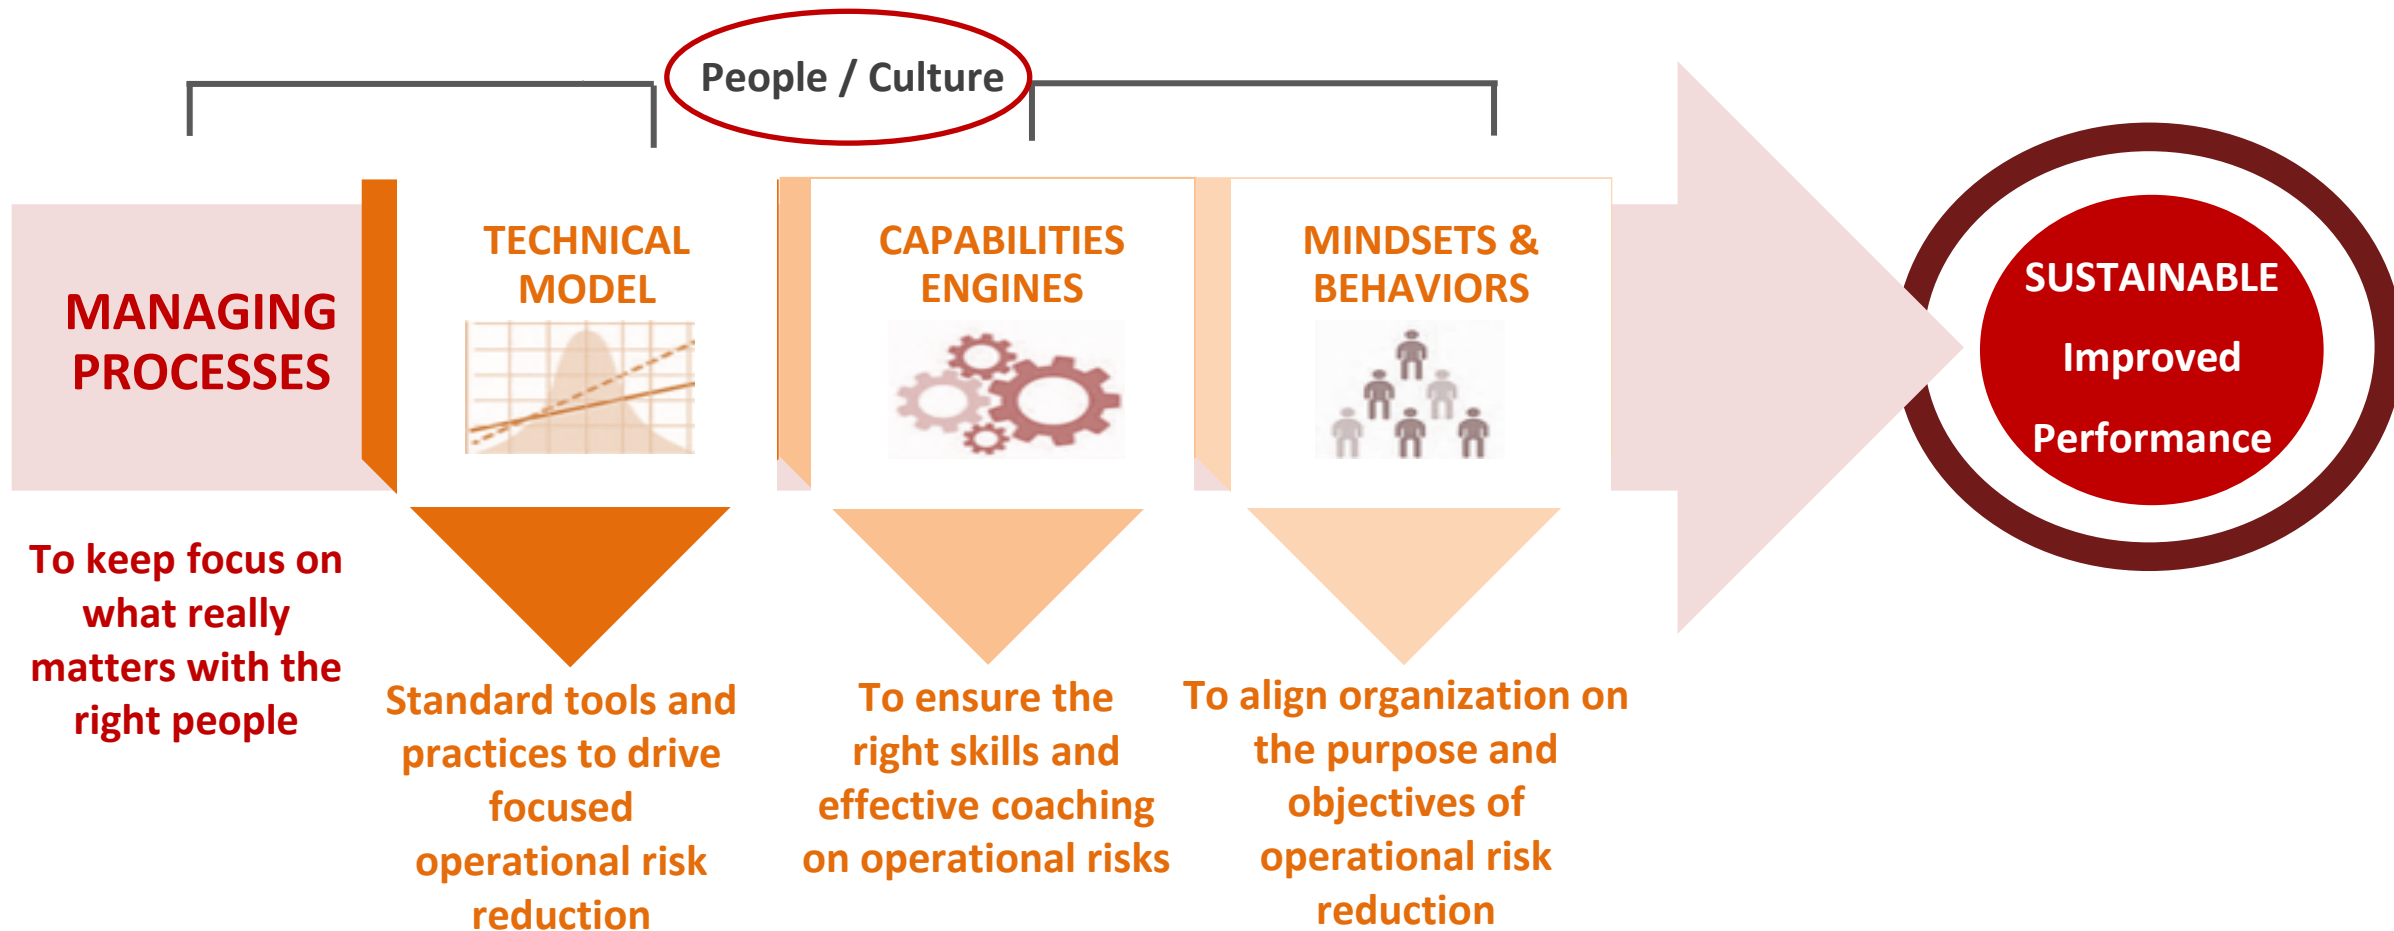 People / Culture
MANAGING
PROCESSES
To keep focus on
what really
matters with the
right people
TECHNICAL
MODEL
Standard tools and
practices to drive
focused
operational risk
reduction
CAPABILITIES
ENGINES
To ensure the
right skills and
effective coaching
on operational risks
MINDSETS &
BEHAVIORS
To align organization on
the purpose and
objectives of
operational risk
reduction
SUSTAINABLE
Improved
Performance